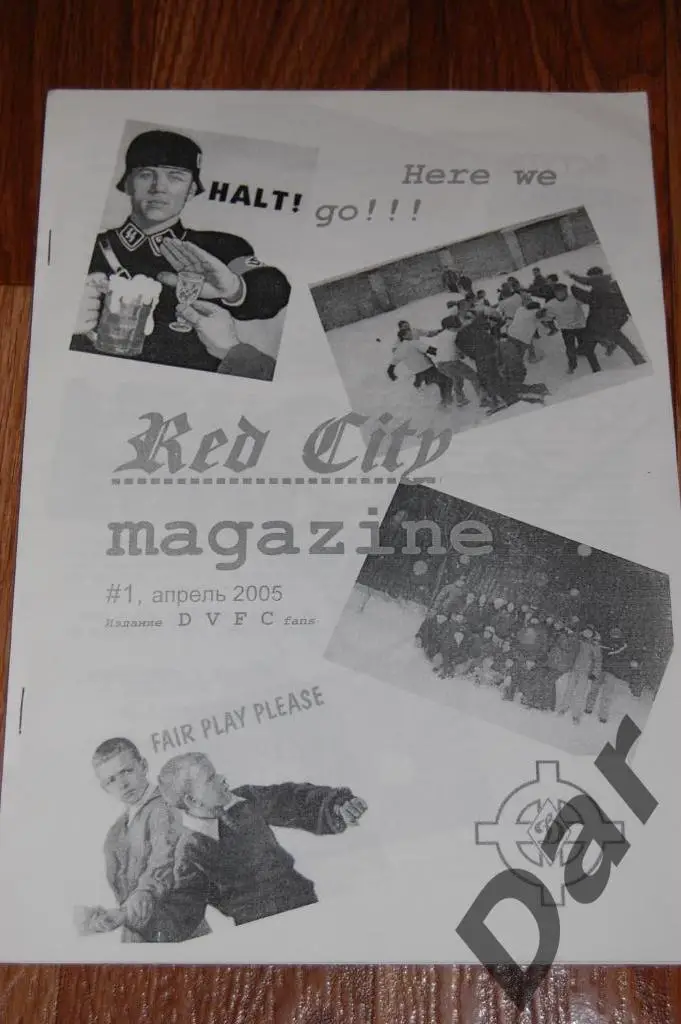 HALT!
Here we
go!!!
Red City
magazine
#1, апрель 2005
Издание D V F C fans
FAIR PLAY PLEASE
Dar